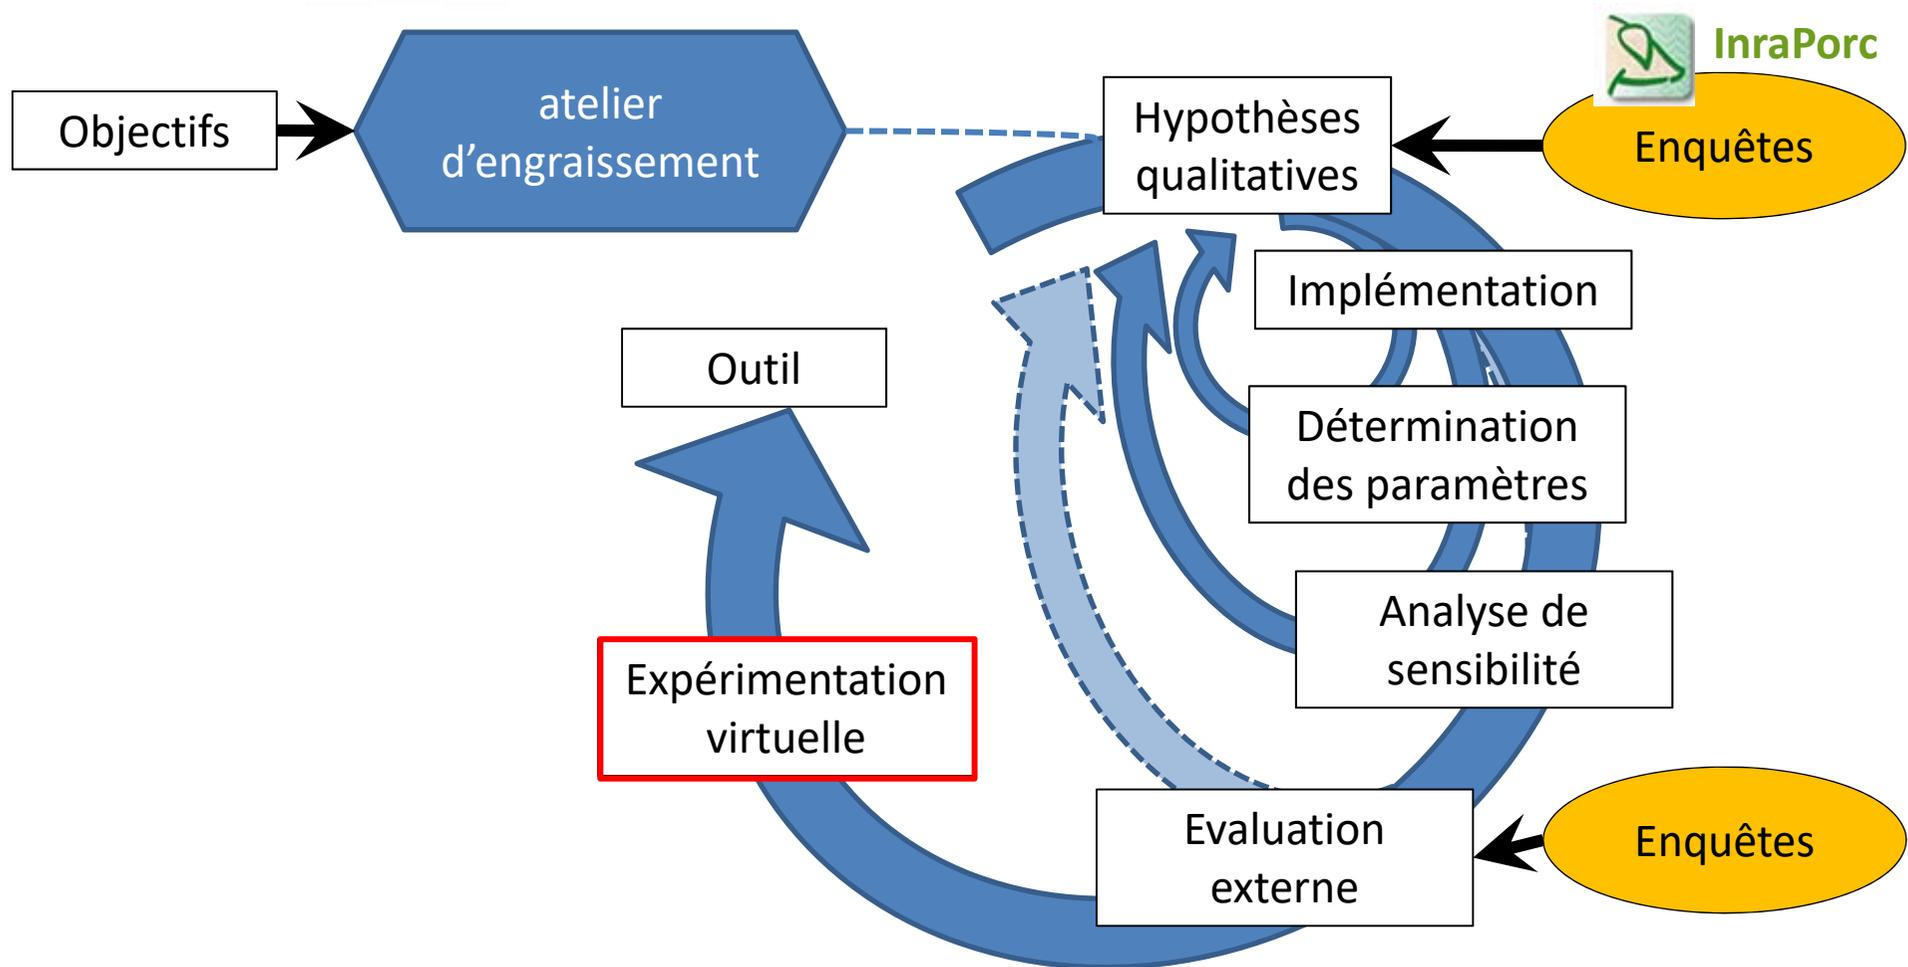 InraPorc
Objectifs
atelier
d'engraissement
Hypothèses
qualitatives
Enquêtes
Implémentation
Outil
Détermination
des paramètres
Analyse de
sensibilité
Expérimentation
virtuelle
Evaluation
externe
Enquêtes